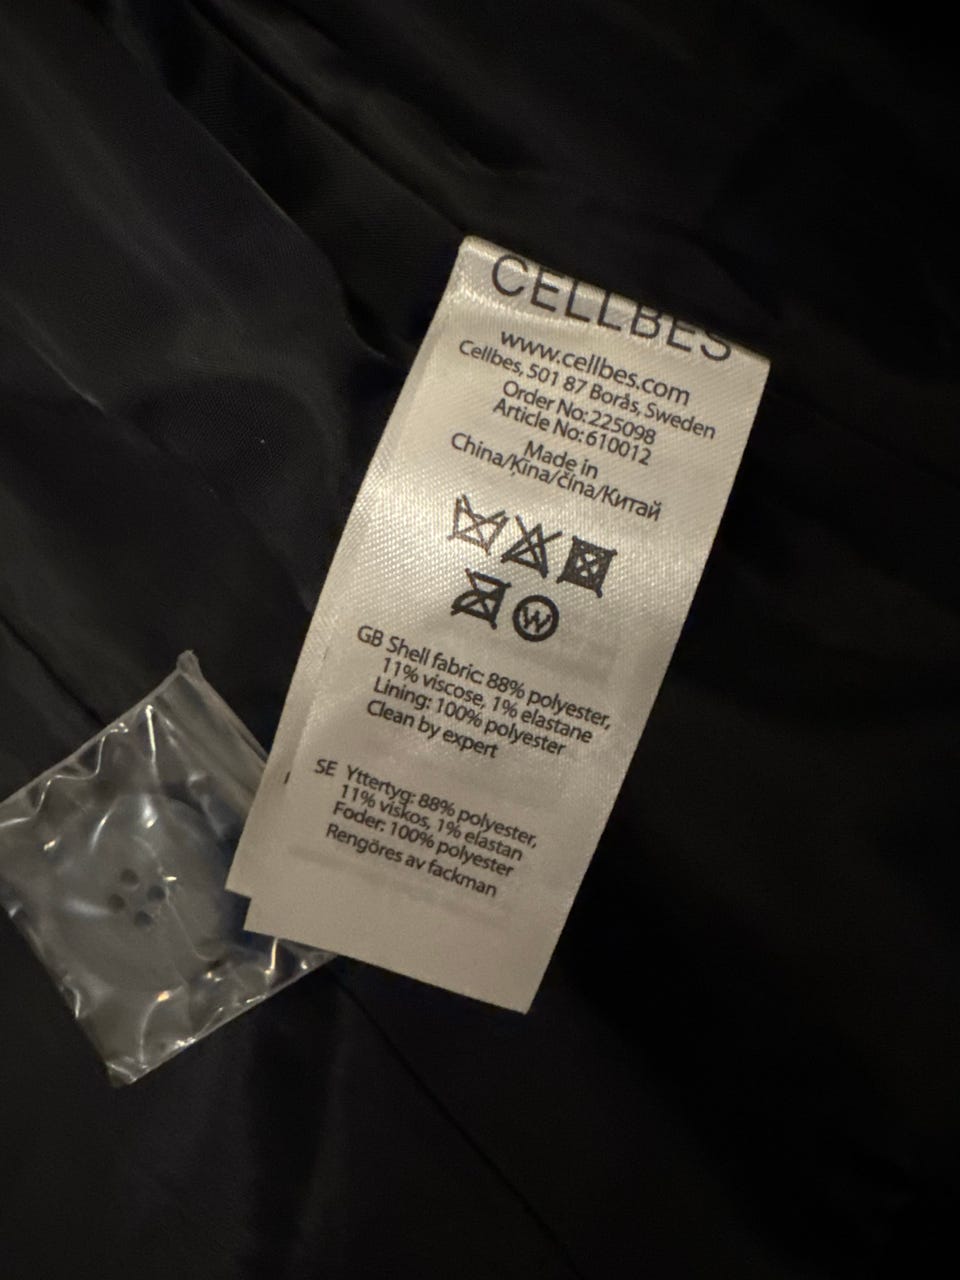 CELLBES
www.cellbes.com
Cellbes, 501 87 Borås, Sweden
Order No: 225098
Article No: 610012
Made in
China/Ķīna/čína/Китай
W
GB Shell fabric: 88% polyester,
11% viscose, 1% elastane
Lining: 100% polyester
Clean by expert
SE Yttertyg: 88% polyester,
11% viskos, 1% elastan
Foder: 100% polyester
Rengöres av fackman